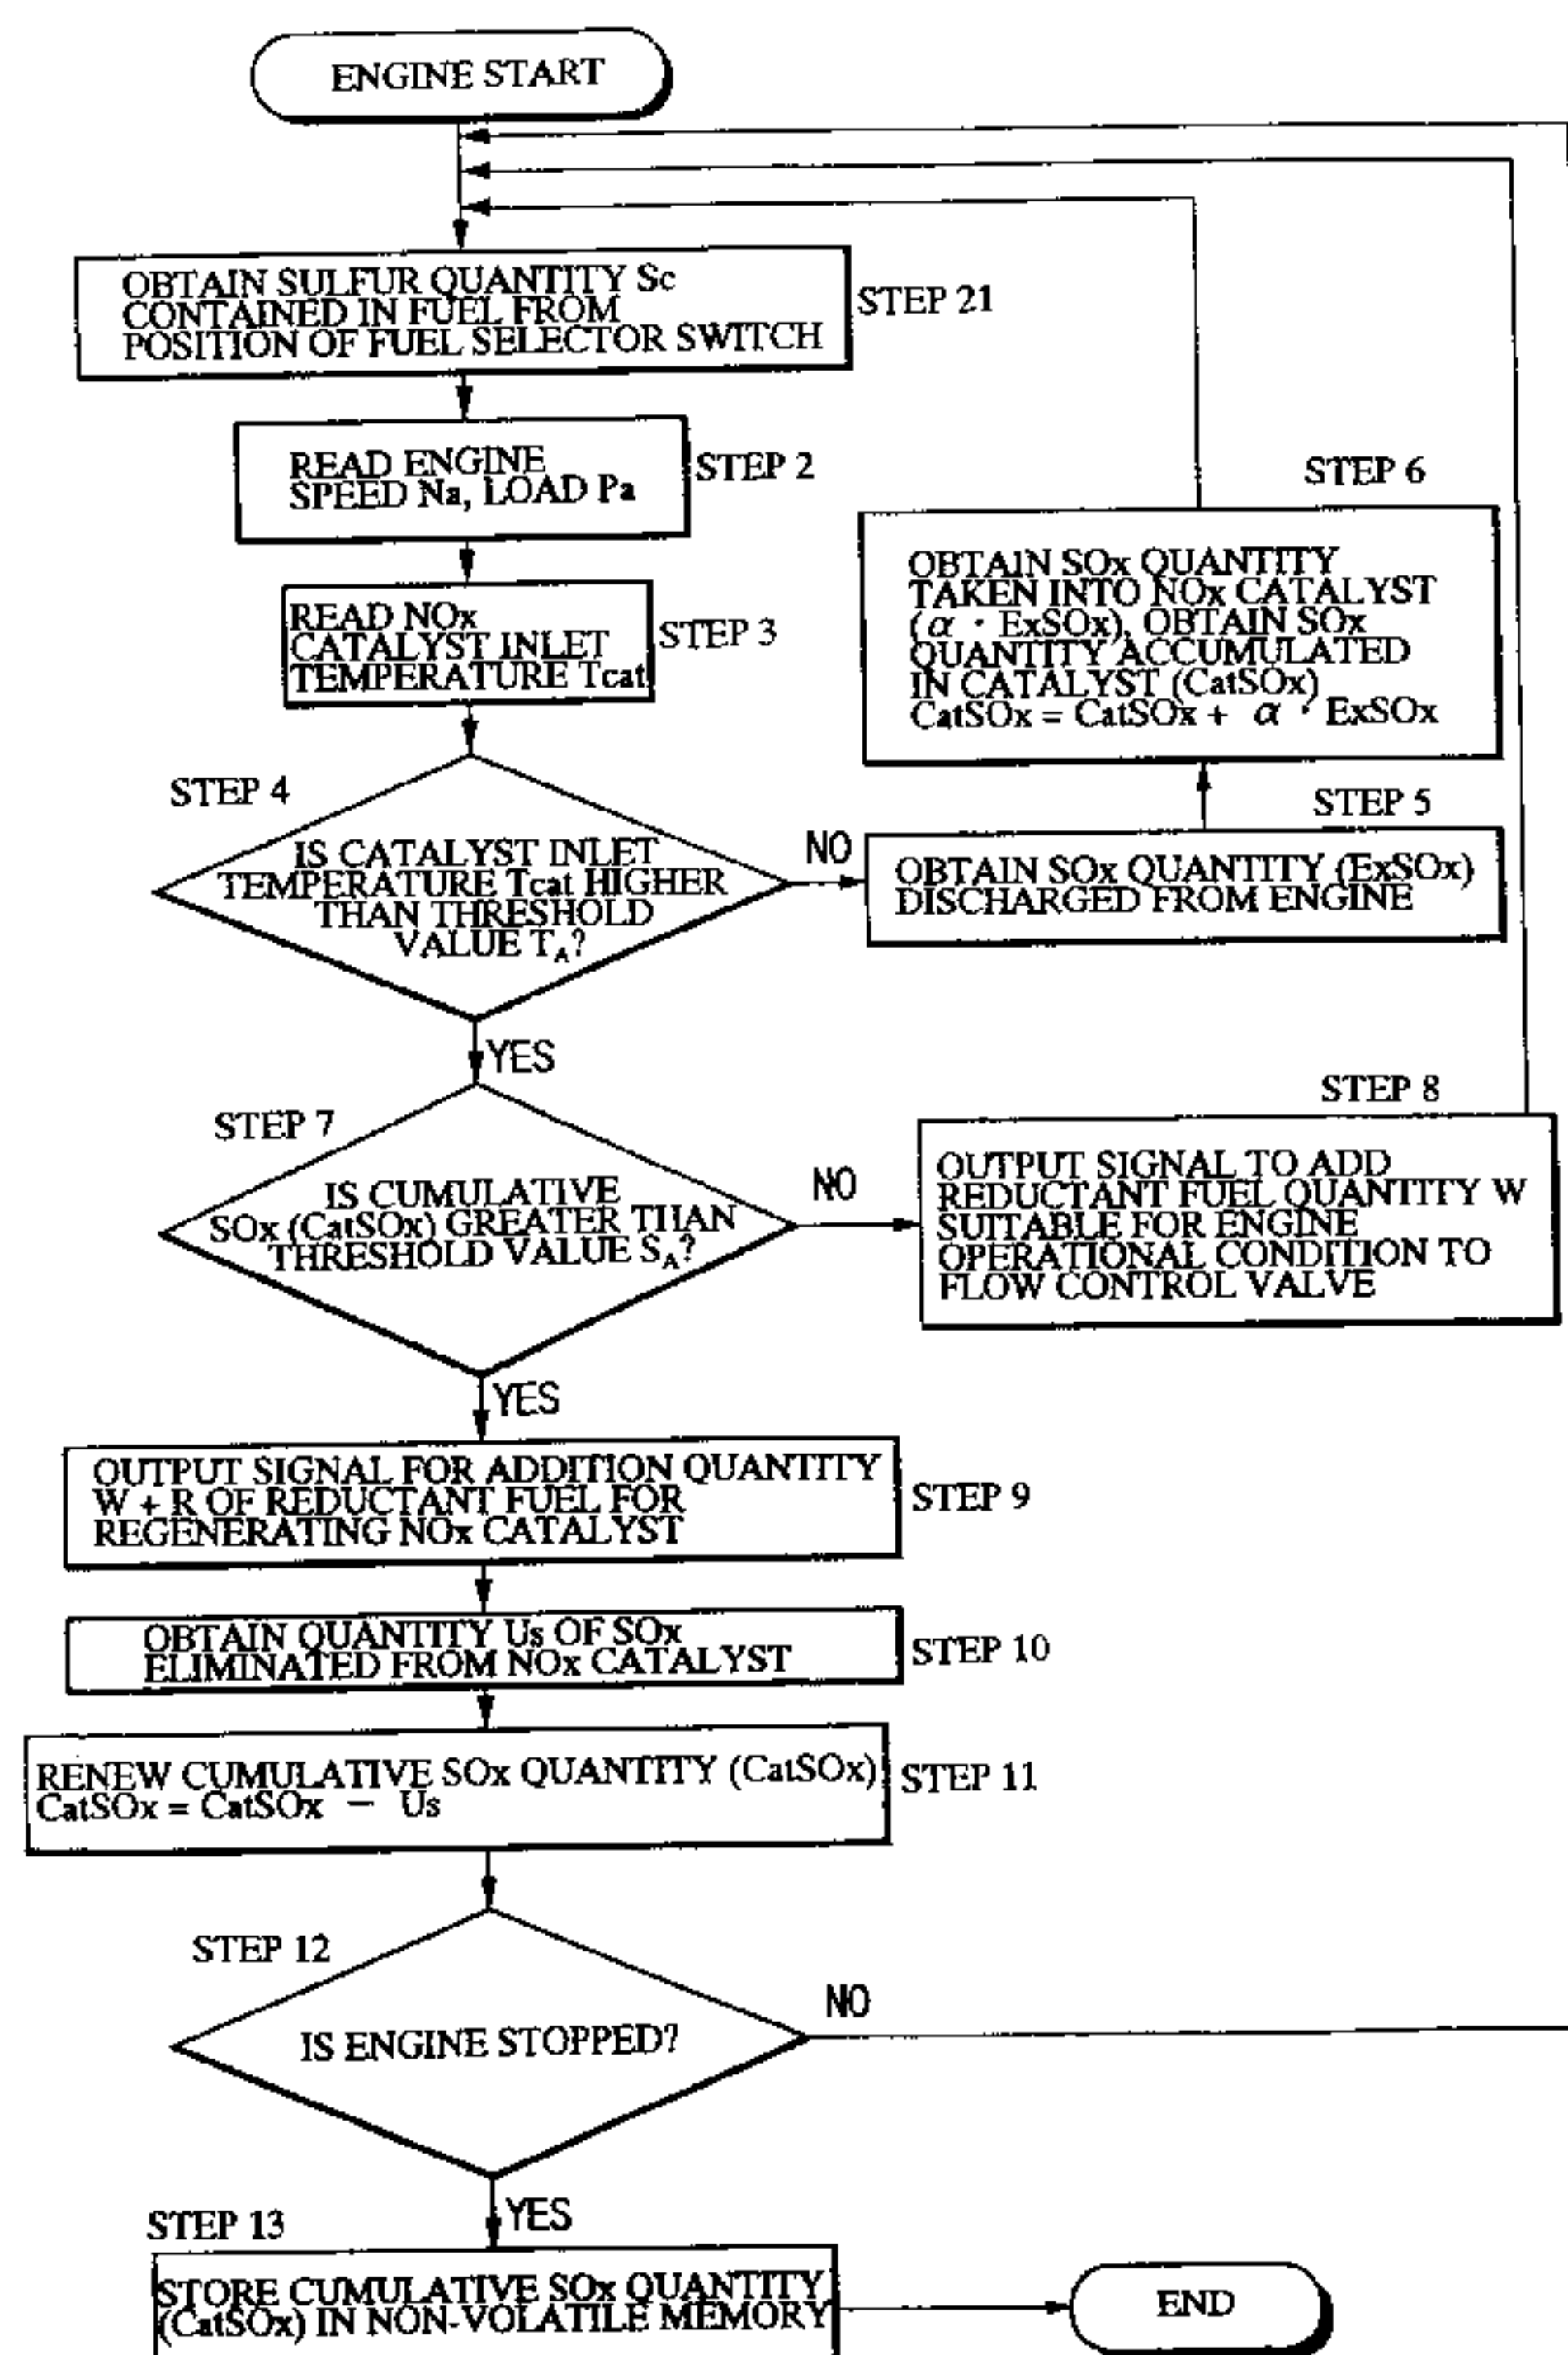 ENGINE START
OBTAIN SULFUR QUANTITY Sc
CONTAINED IN FUEL FROM
POSITION OF FUEL SELECTOR SWITCH
STEP 21
READ ENGINE
SPEED Na, LOAD Pa
STEP 2
READ NOx
CATALYST INLET
TEMPERATURE Tcat
STEP 3
STEP 6
OBTAIN SOx QUANTITY
TAKEN INTO NOx CATALYST
(α · ExSOx), OBTAIN SOx
QUANTITY ACCUMULATED
IN CATALYST (CatSOx)
CatSOx = CatSOx + α · ExSOx
STEP 4
IS CATALYST INLET
TEMPERATURE Tcat HIGHER
THAN THRESHOLD
VALUE T_A?
NO
STEP 5
OBTAIN SOx QUANTITY (ExSOx)
DISCHARGED FROM ENGINE
YES
STEP 7
IS CUMULATIVE
SOx (CatSOx) GREATER THAN
THRESHOLD VALUE S_A?
NO
STEP 8
OUTPUT SIGNAL TO ADD
REDUCTANT FUEL QUANTITY W
SUITABLE FOR ENGINE
OPERATIONAL CONDITION TO
FLOW CONTROL VALVE
YES
OUTPUT SIGNAL FOR ADDITION QUANTITY
W + R OF REDUCTANT FUEL FOR
REGENERATING NOx CATALYST
STEP 9
OBTAIN QUANTITY Us OF SOx
ELIMINATED FROM NOx CATALYST
STEP 10
RENEW CUMULATIVE SOx QUANTITY (CatSOx)
CatSOx = CatSOx − Us
STEP 11
STEP 12
IS ENGINE STOPPED?
NO
YES
STEP 13
STORE CUMULATIVE SOx QUANTITY
(CatSOx) IN NON-VOLATILE MEMORY
END